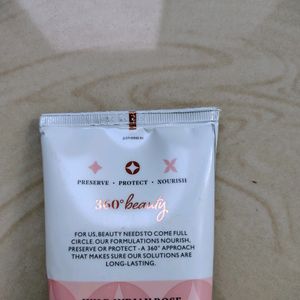 PRESERVE • PROTECT • NOURISH
360° beauty
FOR US, BEAUTY NEEDS TO COME FULL
CIRCLE. OUR FORMULATIONS NOURISH,
PRESERVE OR PROTECT - A 360° APPROACH
THAT MAKES SURE OUR SOLUTIONS ARE
LONG-LASTING.